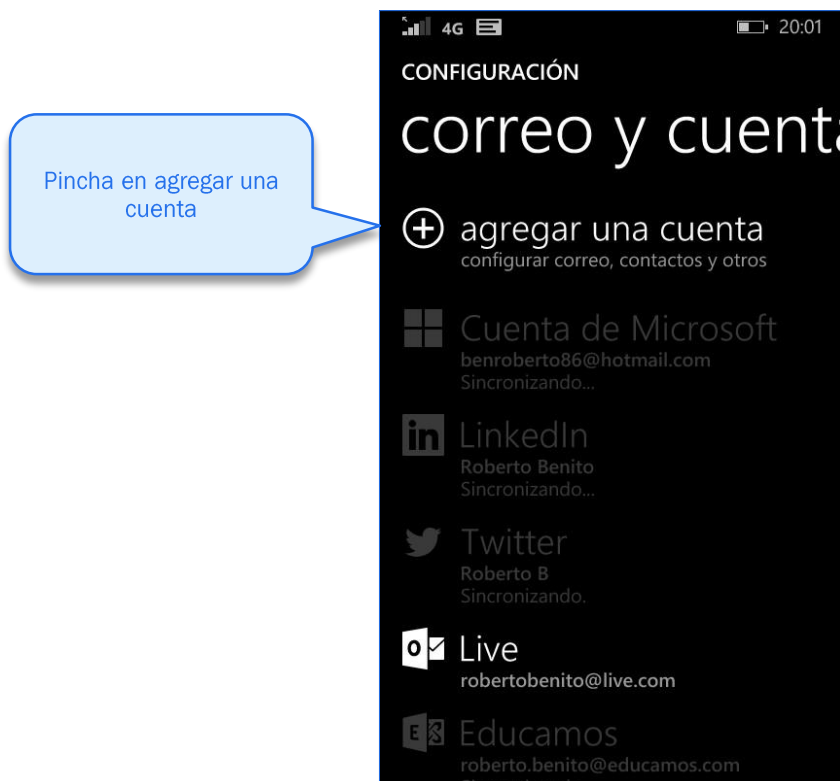 4G
20:01
CONFIGURACIÓN
correo y cuenta
Pincha en agregar una
cuenta
agregar una cuenta
configurar correo, contactos y otros
Cuenta de Microsoft
benroberto86@hotmail.com
Sincronizando...
in LinkedIn
Roberto Benito
Sincronizando...
Twitter
Roberto B
Sincronizando.
Live
robertobenito@live.com
Educamos
roberto.benito@educamos.com